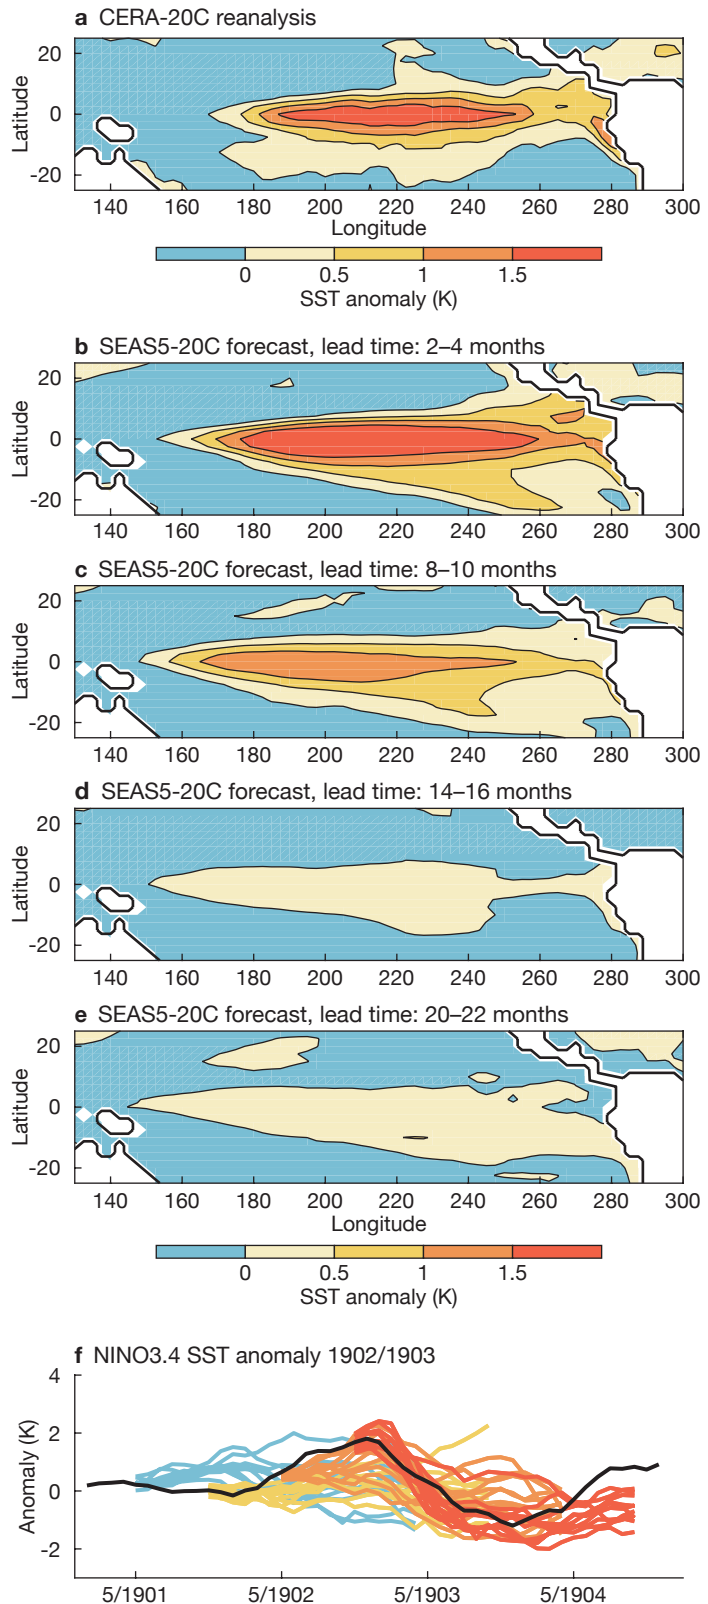 a CERA-20C reanalysis
20
0
-20
Latitude
140 160 180 200 220 240 260 280 300
Longitude
0 0.5 1 1.5
SST anomaly (K)
b SEAS5-20C forecast, lead time: 2–4 months
20
0
-20
Latitude
140 160 180 200 220 240 260 280 300
c SEAS5-20C forecast, lead time: 8–10 months
20
0
-20
Latitude
140 160 180 200 220 240 260 280 300
d SEAS5-20C forecast, lead time: 14–16 months
20
0
-20
Latitude
140 160 180 200 220 240 260 280 300
e SEAS5-20C forecast, lead time: 20–22 months
20
0
-20
Latitude
140 160 180 200 220 240 260 280 300
Longitude
0 0.5 1 1.5
SST anomaly (K)
f NINO3.4 SST anomaly 1902/1903
4
2
0
-2
Anomaly (K)
5/1901 5/1902 5/1903 5/1904